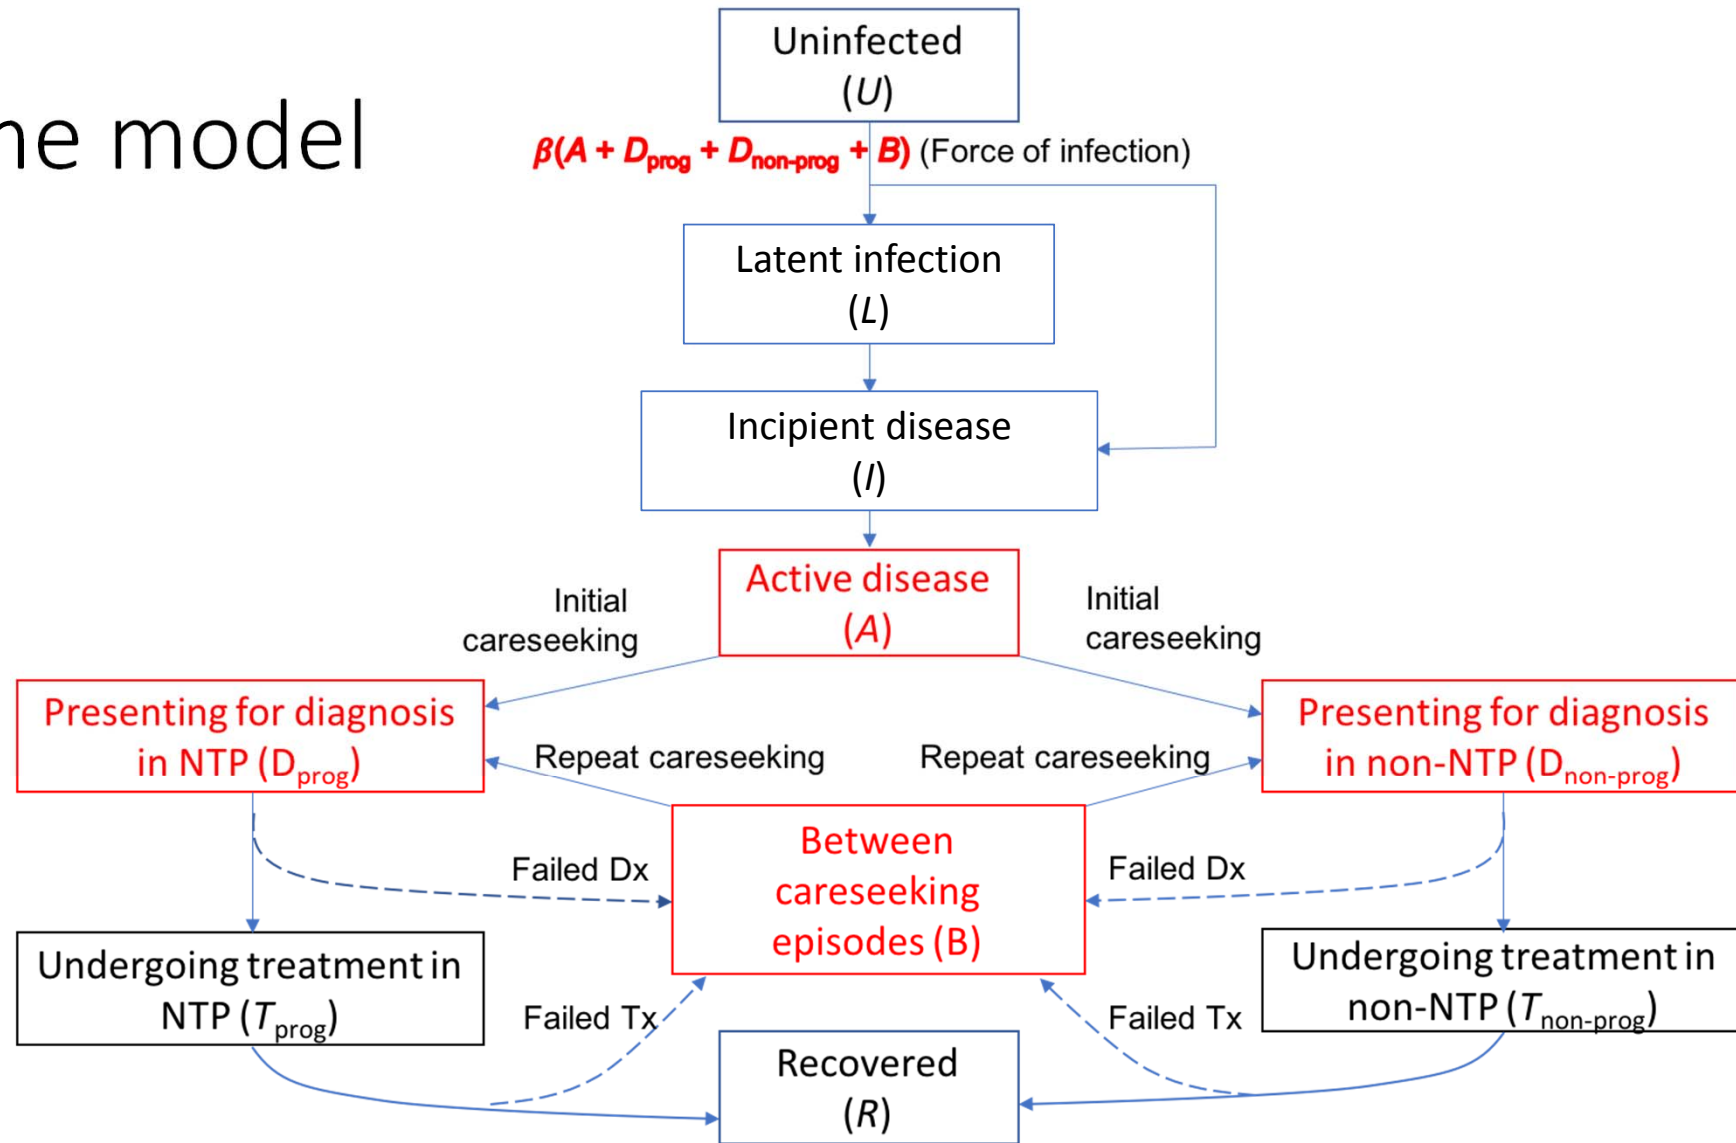 ne model
Uninfected
(U)
β(A + Dprog + Dnon-prog + B) (Force of infection)
Latent infection
(L)
Incipient disease
(I)
Active disease
(A)
Initial
careseeking
Initial
careseeking
Presenting for diagnosis
in NTP (Dprog)
Presenting for diagnosis
in non-NTP (Dnon-prog)
Repeat careseeking
Repeat careseeking
Between
careseeking
episodes (B)
Failed Dx
Failed Dx
Undergoing treatment in
NTP (Tprog)
Undergoing treatment in
non-NTP (Tnon-prog)
Failed Tx
Failed Tx
Recovered
(R)